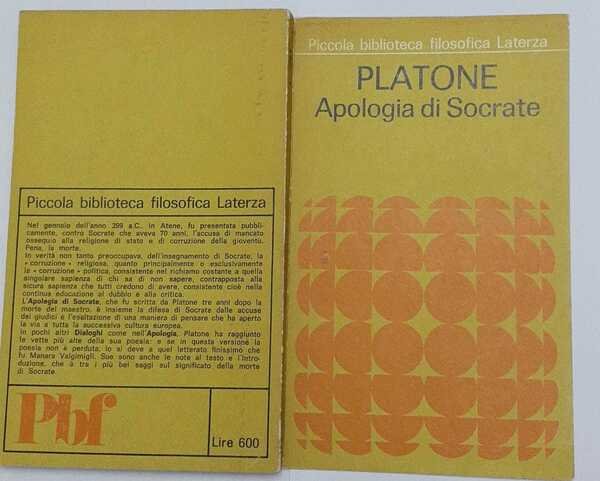 Piccola biblioteca filosofica Laterza
Nel gennaio dell'anno 399 a.C., in Atene, fu presentata pubbli-
camente, contro Socrate che aveva 70 anni, l'accusa di mancato
ossequio alla religione di stato e di corruzione della gioventù.
Pena, la morte.
In verità non tanto preoccupava, dell'insegnamento di Socrate, la
« corruzione » religiosa, quanto principalmente o esclusivamente
la « corruzione » politica, consistente nel richiamo costante a quella
singolare sapienza di chi sa di non sapere, contrapposta alla
sicura sapienza che tutti credono di avere, consistente cioè nella
continua educazione al dubbio e alla critica.
L'Apologia di Socrate, che fu scritta da Platone tre anni dopo la
morte del maestro, è insieme la difesa di Socrate dalle accuse
dei giudici e l'esaltazione di una maniera di pensare che ha aperto
la via a tutta la successiva cultura europea.
In pochi altri Dialoghi come nell'Apologia, Platone ha raggiunto
le vette più alte della sua poesia: e se in questa versione la
poesia non è perduta, lo si deve a quel letterato finissimo che
fu Manara Valgimigli. Sue sono anche le note al testo e l'Intro-
duzione, che è tra i più bei saggi sul significato della morte
di Socrate.
Pbf
Lire 600
Piccola biblioteca filosofica Laterza
PLATONE
Apologia di Socrate